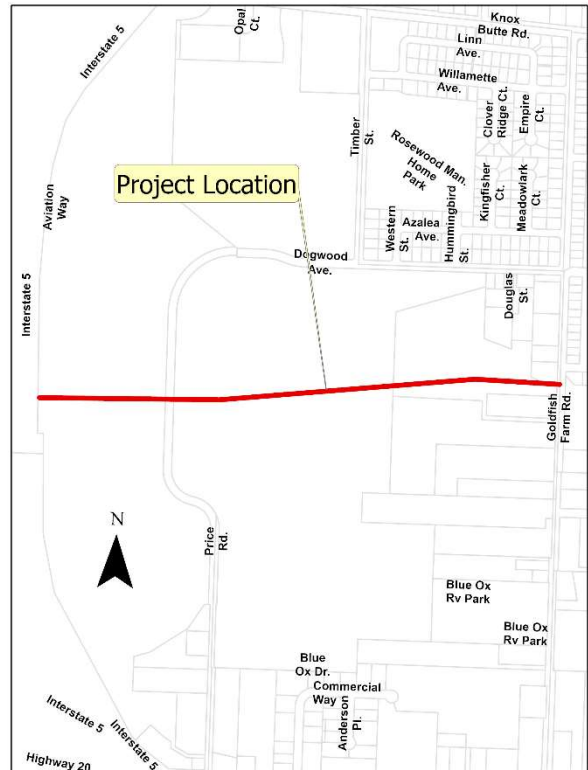 Knox
Butte Rd.
Opal
Ct.
Linn
Ave.
Interstate 5
Willamette
Ave.
Clover
Ridge Ct.
Empire
Ct.
Timber
St.
Rosewood Man.
Home
Park
Project Location
Kingfisher
Ct.
Meadowlark
Ct.
Aviation
Way
Western
St.
Azalea
Ave.
Hummingbird
St.
Dogwood
Ave.
Douglas
St.
Interstate 5
Goldfish
Farm Rd.
N
Price
Rd.
Blue Ox
Rv Park
Blue Ox
Rv Park
Blue
Ox Dr.
Commercial
Way
Anderson
Pl.
Interstate 5
Interstate 5
Highway 20